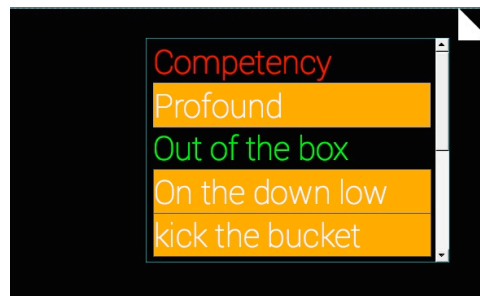 Competency
Profound
Out of the box
On the down low
kick the bucket